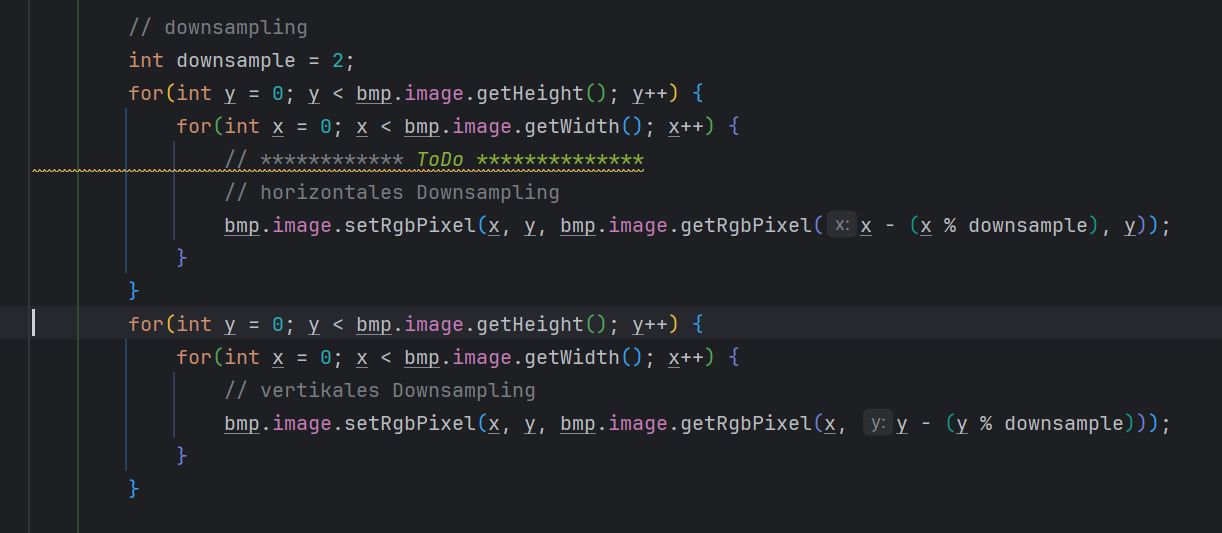 // downsampling
int downsample = 2;
for(int y = 0; y < bmp.image.getHeight(); y++) {
for(int x = 0; x < bmp.image.getWidth(); x++) {
// ************ ToDo **************
// horizontales Downsampling
bmp.image.setRgbPixel(x, y, bmp.image.getRgbPixel( x: x - (x % downsample), y));
}
}
for(int y = 0; y < bmp.image.getHeight(); y++) {
for(int x = 0; x < bmp.image.getWidth(); x++) {
// vertikales Downsampling
bmp.image.setRgbPixel(x, y, bmp.image.getRgbPixel(x, y: y - (y % downsample)));
}
}